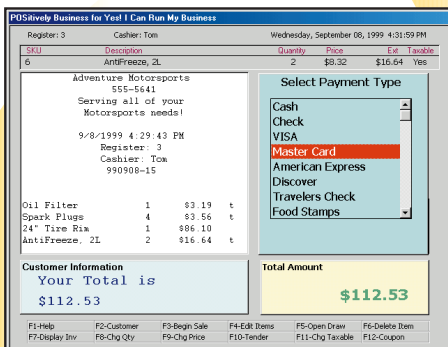 POSitively Business for Yes! I Can Run My Business
Register: 3 Cashier: Tom Wednesday, September 08, 1999 4:31:59 PM
SKU Description Quantity Price Ext Taxable
6 AntiFreeze, 2L 2 $8.32 $16.64 Yes
Adventure Motorsports
555-5641
Serving all of your
Motorsports needs!
9/8/1999 4:29:43 PM
Register: 3
Cashier: Tom
990908-15
Oil Filter 1 $3.19 t
Spark Plugs 4 $3.56 t
24" Tire Rim 1 $86.10
AntiFreeze, 2L 2 $16.64 t
Select Payment Type
Cash
Check
VISA
Master Card
American Express
Discover
Travelers Check
Food Stamps
Customer Information
Your Total is
$112.53
Total Amount
$112.53
F1-Help F2-Customer F3-Begin Sale F4-Edit Items F5-Open Draw F6-Delete Item
F7-Display Inv F8-Chg Qty F9-Chg Price F10-Tender F11-Chg Taxable F12-Coupon